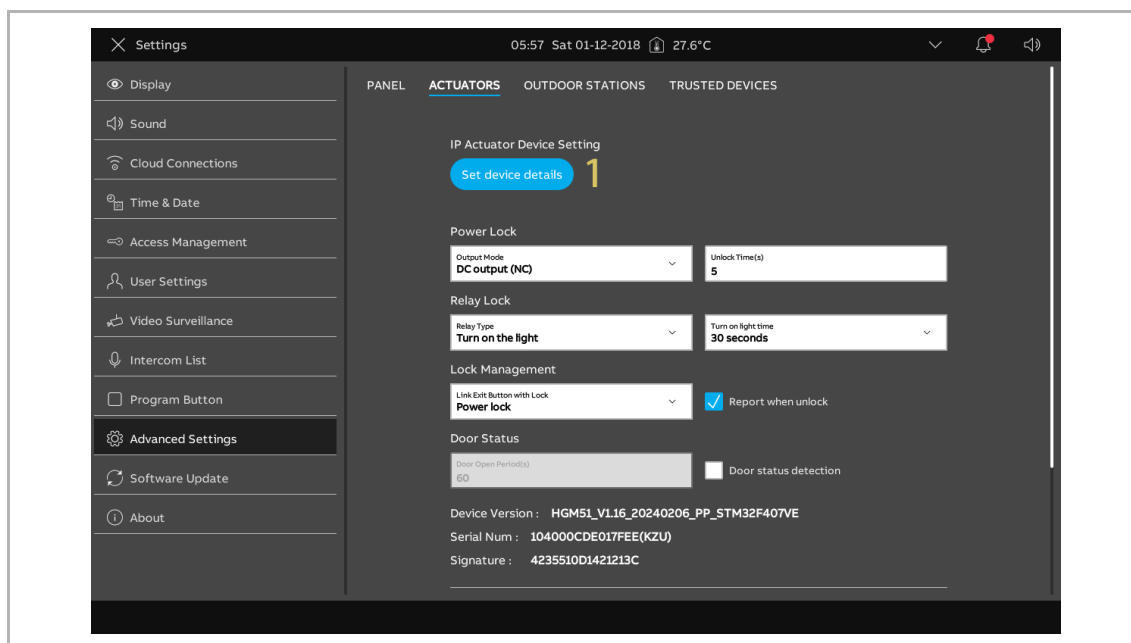 Settings
05:57 Sat 01-12-2018 27.6°C
Display
Sound
Cloud Connections
Time & Date
Access Management
User Settings
Video Surveillance
Intercom List
Program Button
Advanced Settings
Software Update
About
PANEL ACTUATORS OUTDOOR STATIONS TRUSTED DEVICES
IP Actuator Device Setting
Set device details 1
Power Lock
Output Mode
DC output (NC)
Unlock Time(s)
5
Relay Lock
Relay Type
Turn on the light
Turn on light time
30 seconds
Lock Management
Link Exit Button with Lock
Power lock
Report when unlock
Door Status
Door Open Period(s)
60
Door status detection
Device Version : HGM51_V1.16_20240206_PP_STM32F407VE
Serial Num : 104000CDE017FEE(KZU)
Signature : 4235510D1421213C